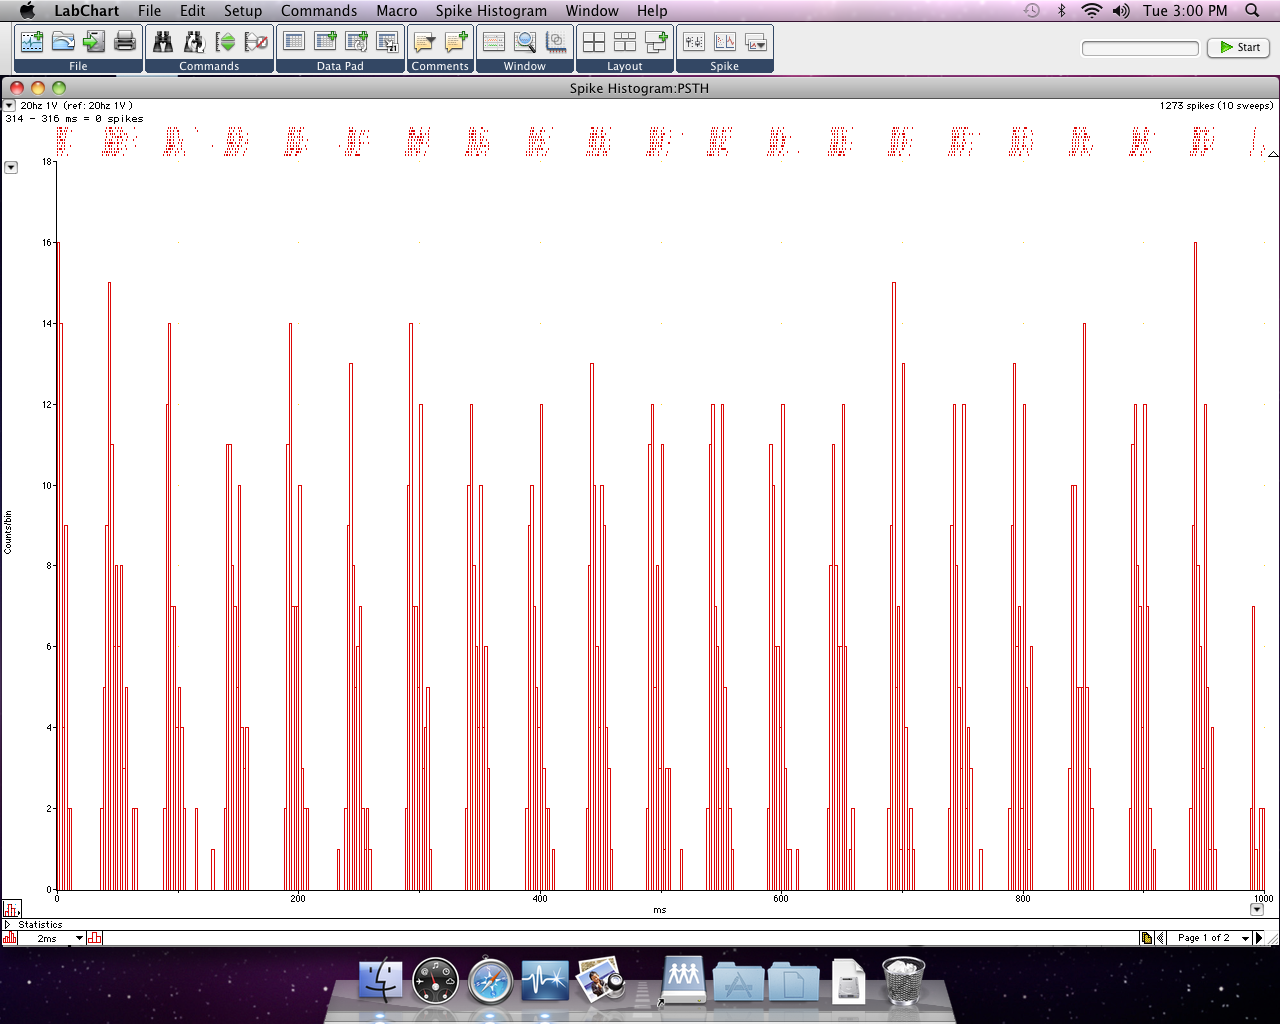 LabChart File Edit Setup Commands Macro Spike Histogram Window Help Tue 3:00 PM
Start
File Commands Data Pad Comments Window Layout Spike
Spike Histogram:PSTH
20hz 1V (ref: 20hz 1V ) 1273 spikes (10 sweeps)
314 - 316 ms = 0 spikes
18
16
14
12
10
8
6
4
2
0
Counts/bin
0 200 400 600 800 1000
ms
Statistics
2ms Page 1 of 2